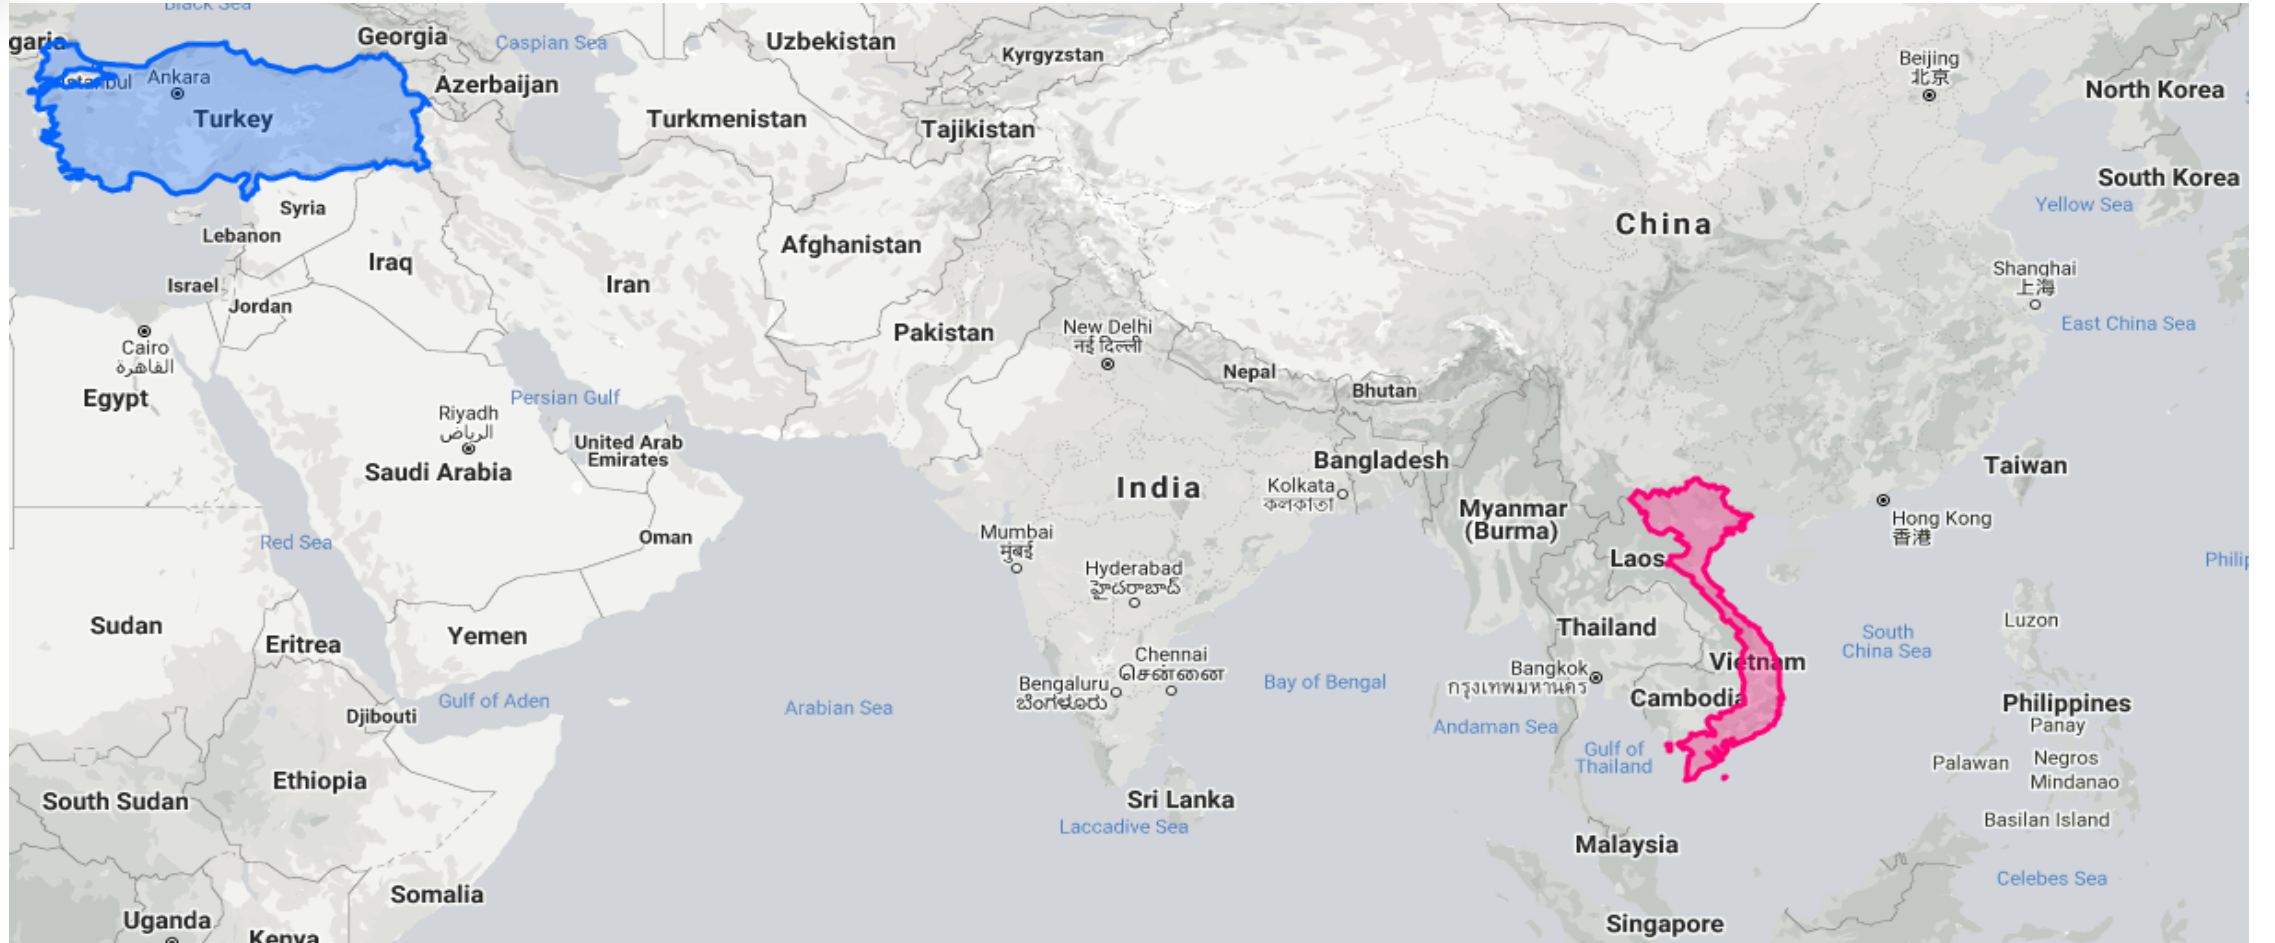 Black Sea
garia
Georgia
Caspian Sea
Uzbekistan
Kyrgyzstan
Beijing
北京
Istanbul
Ankara
Azerbaijan
North Korea
Turkey
Turkmenistan
Tajikistan
South Korea
Syria
Yellow Sea
Lebanon
China
Afghanistan
Iraq
Shanghai
上海
Israel
Iran
Jordan
East China Sea
Cairo
القاهرة
Pakistan
New Delhi
नई दिल्ली
Nepal
Bhutan
Egypt
Persian Gulf
Riyadh
الرياض
United Arab
Emirates
Saudi Arabia
Bangladesh
Taiwan
India
Kolkata
কলকাতা
Myanmar
(Burma)
Hong Kong
香港
Red Sea
Oman
Mumbai
मुंबई
Laos
Philip
Hyderabad
హైదరాబాద్
Sudan
Eritrea
Yemen
Thailand
Luzon
South
China Sea
Chennai
சென்னை
Vietnam
Bangkok
กรุงเทพมหานคร
Bengaluru
ಬೆಂಗಳೂರು
Bay of Bengal
Cambodia
Gulf of Aden
Arabian Sea
Djibouti
Philippines
Panay
Andaman Sea
Gulf of
Thailand
Palawan
Negros
Mindanao
Ethiopia
South Sudan
Sri Lanka
Laccadive Sea
Basilan Island
Malaysia
Celebes Sea
Somalia
Uganda
Singapore
Kenya